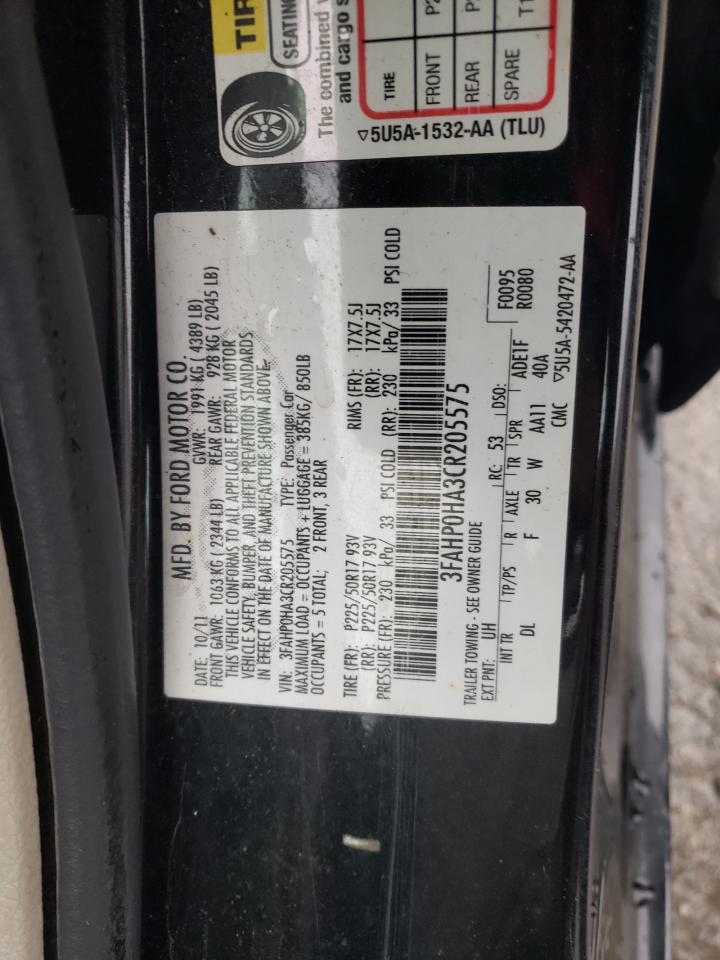 TIR
SEATING
The combined
and cargo s
TIRE
FRONT P2
REAR P2
SPARE T1
▽5U5A-1532-AA (TLU)
MFD. BY FORD MOTOR CO.
DATE: 10/11 GVWR: 1991 KG ( 4389 LB)
FRONT GAWR: 1063 KG ( 2344 LB) REAR GAWR: 928 KG ( 2045 LB)
THIS VEHICLE CONFORMS TO ALL APPLICABLE FEDERAL MOTOR
VEHICLE SAFETY, BUMPER, AND THEFT PREVENTION STANDARDS
IN EFFECT ON THE DATE OF MANUFACTURE SHOWN ABOVE.
VIN: 3FAHP0HA3CR205575 TYPE: Passenger Car
MAXIMUM LOAD = OCCUPANTS + LUGGAGE = 385KG/ 850LB
OCCUPANTS = 5 TOTAL; 2 FRONT, 3 REAR
TIRE (FR): P225/50R17 93V RIMS (FR): 17X7.5J
(RR): P225/50R17 93V (RR): 17X7.5J
PRESSURE (FR): 230 kPa/ 33 PSI COLD (RR): 230 kPa/ 33 PSI COLD
3FAHP0HA3CR205575
TRAILER TOWING - SEE OWNER GUIDE F0095
EXT PNT: UH RC: 53 DSO: R0080
INT TR TP/PS R AXLE TR SPR ADE1F
DL F 30 W AA11 40A
CMC ▽5U5A-5420472-AA